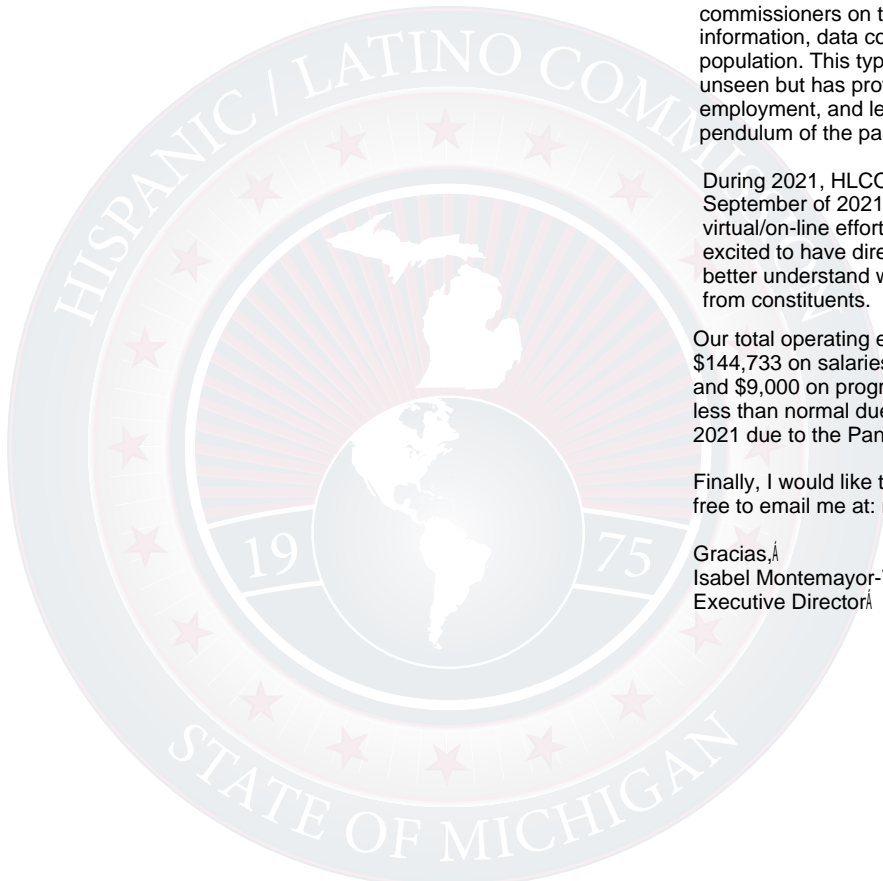 HISPANIC / LATINO COMMISSION
19 75
STATE OF MICHIGAN
commissioners on t
information, data co
population. This typ
unseen but has pro
employment, and le
pendulum of the pa
During 2021, HLCO
September of 2021
virtual/on-line effort
excited to have dire
better understand w
from constituents.
Our total operating e
$144,733 on salaries
and $9,000 on progr
less than normal due
2021 due to the Pan
Finally, I would like t
free to email me at:
Gracias,Á
Isabel Montemayor-
Executive DirectorÁ